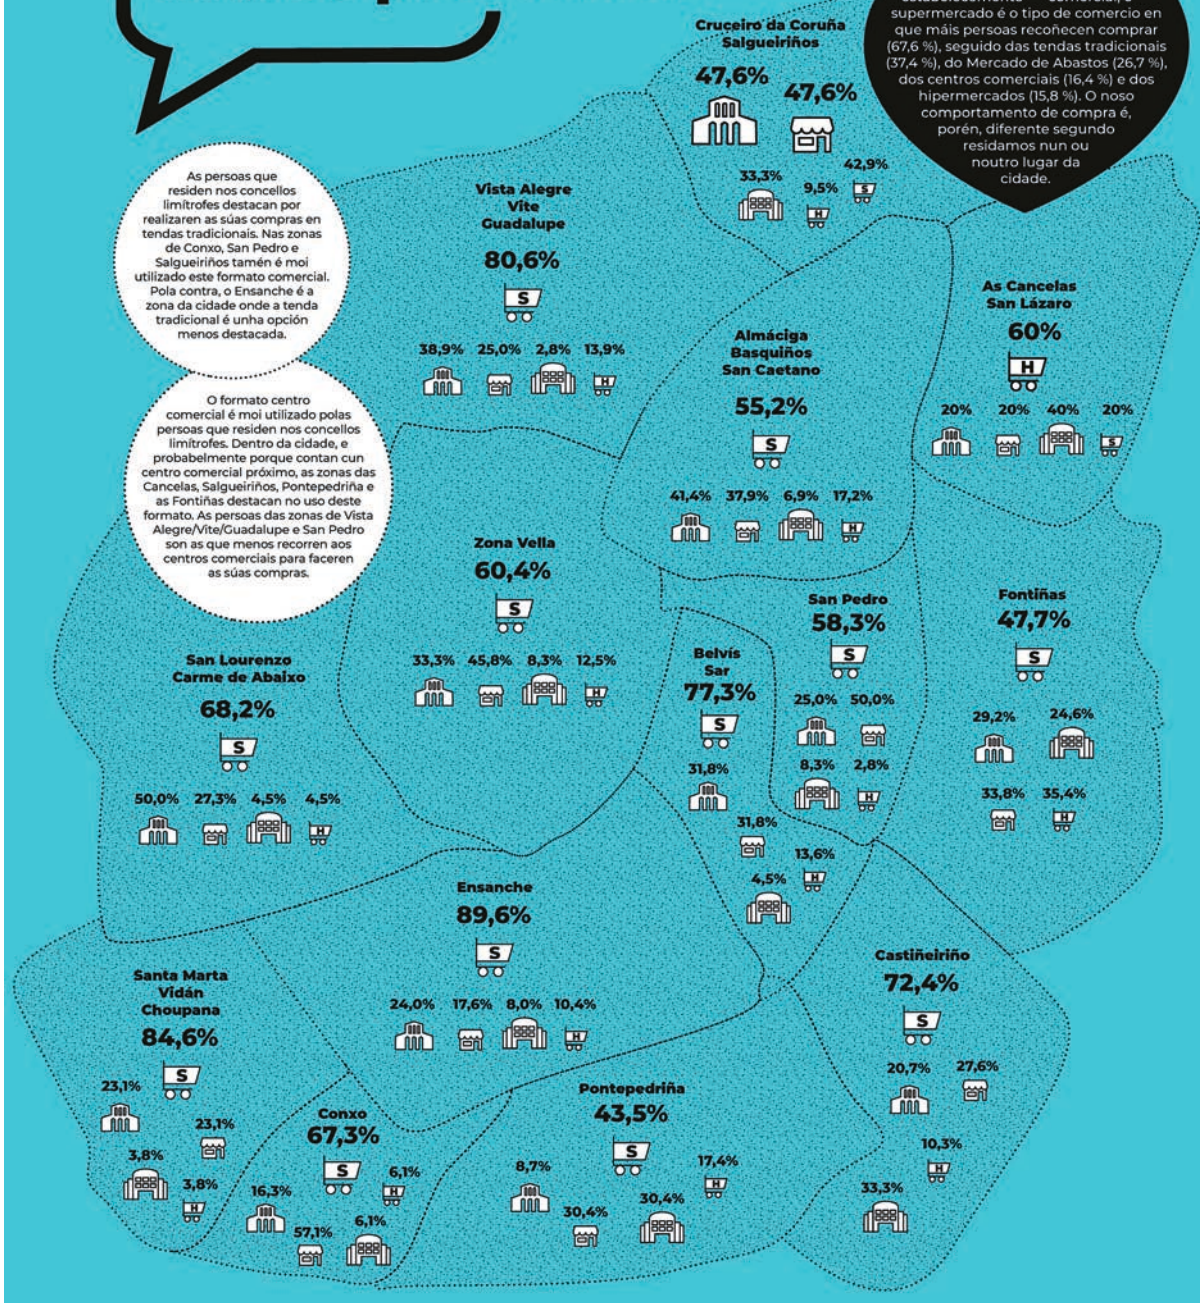 supermercado é o tipo de comercio en
que máis persoas recoñecen comprar
(67,6 %), seguido das tendas tradicionais
(37,4 %), do Mercado de Abastos (26,7 %),
dos centros comerciais (16,4 %) e dos
hipermercados (15,8 %). O noso
comportamento de compra é,
porén, diferente segundo
residamos nun ou
noutro lugar da
cidade.
Cruceiro da Coruña
Salgueiriños
47,6%
47,6%
33,3%
9,5%
42,9%
H
S
As persoas que
residen nos concellos
limítrofes destacan por
realizaren as súas compras en
tendas tradicionais. Nas zonas
de Conxo, San Pedro e
Salgueiriños tamén é moi
utilizado este formato comercial.
Pola contra, o Ensanche é a
zona da cidade onde a tenda
tradicional é unha opción
menos destacada.
O formato centro
comercial é moi utilizado polas
persoas que residen nos concellos
limítrofes. Dentro da cidade, e
probablemente porque contan cun
centro comercial próximo, as zonas das
Cancelas, Salgueiriños, Pontepedriña e
as Fontiñas destacan no uso deste
formato. As persoas das zonas de Vista
Alegre/Vite/Guadalupe e San Pedro
son as que menos recorren aos
centros comerciais para faceren
as súas compras.
Vista Alegre
Vite
Guadalupe
80,6%
S
38,9% 25,0% 2,8% 13,9%
H
Almáciga
Basquiños
San Caetano
55,2%
S
41,4% 37,9% 6,9% 17,2%
H
As Cancelas
San Lázaro
60%
H
20% 20% 40% 20%
S
Zona Vella
60,4%
S
33,3% 45,8% 8,3% 12,5%
H
San Lourenzo
Carme de Abaixo
68,2%
S
50,0% 27,3% 4,5% 4,5%
H
Belvís
Sar
77,3%
S
31,8%
31,8%
13,6%
H
4,5%
San Pedro
58,3%
S
25,0% 50,0%
8,3% 2,8%
H
Fontiñas
47,7%
S
29,2% 24,6%
33,8% 35,4%
H
Ensanche
89,6%
S
24,0% 17,6% 8,0% 10,4%
H
Santa Marta
Vidán
Choupana
84,6%
S
23,1%
23,1%
3,8%
3,8%
H
Conxo
67,3%
S
6,1%
H
16,3%
57,1%
6,1%
Pontepedriña
43,5%
S
8,7%
17,4%
H
30,4%
30,4%
Castiñeiriño
72,4%
S
20,7% 27,6%
10,3%
H
33,3%